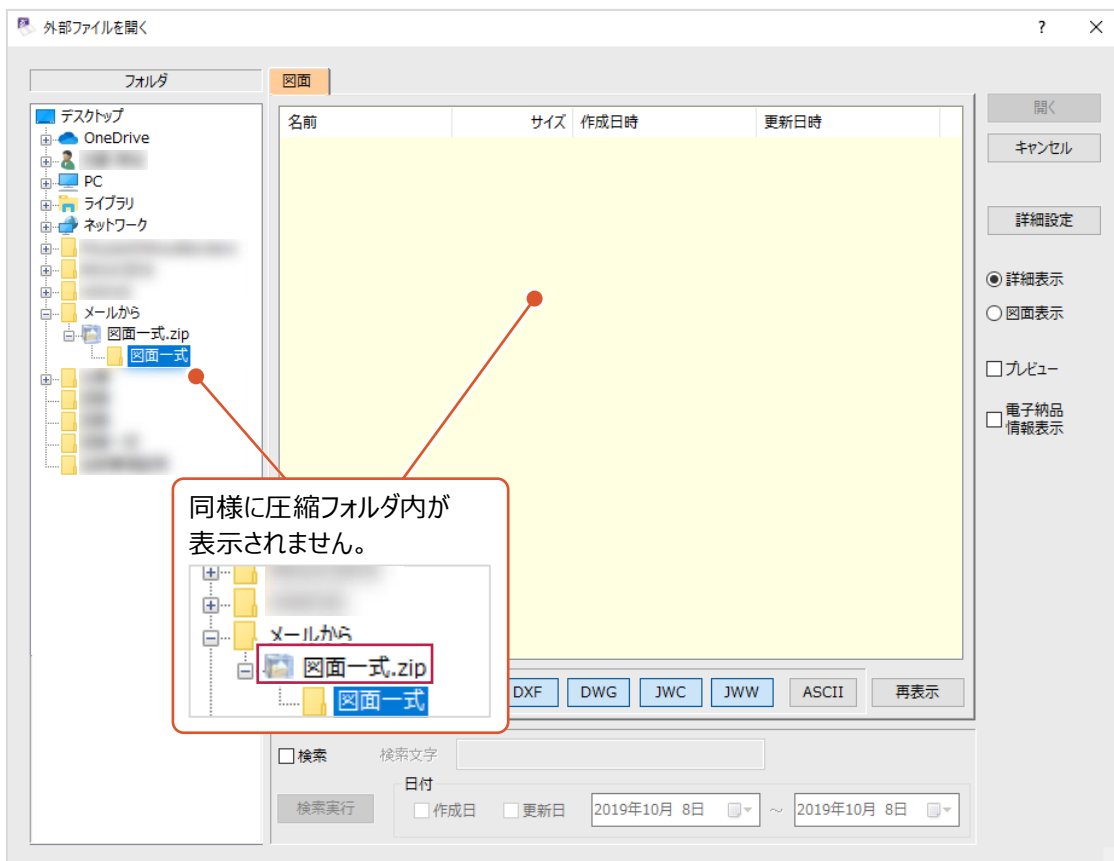 外部ファイルを開く
?
フォルダ
図面
デスクトップ
OneDrive
PC
ライブラリ
ネットワーク
メールから
図面一式.zip
図面一式
名前 サイズ 作成日時 更新日時
開く
キャンセル
詳細設定
詳細表示
図面表示
プレビュー
電子納品
情報表示
同様に圧縮フォルダ内が
表示されません。
メールから
図面一式.zip
図面一式
DXF DWG JWC JWW ASCII 再表示
検索 検索文字
日付
検索実行 作成日 更新日 2019年10月 8日 ～ 2019年10月 8日